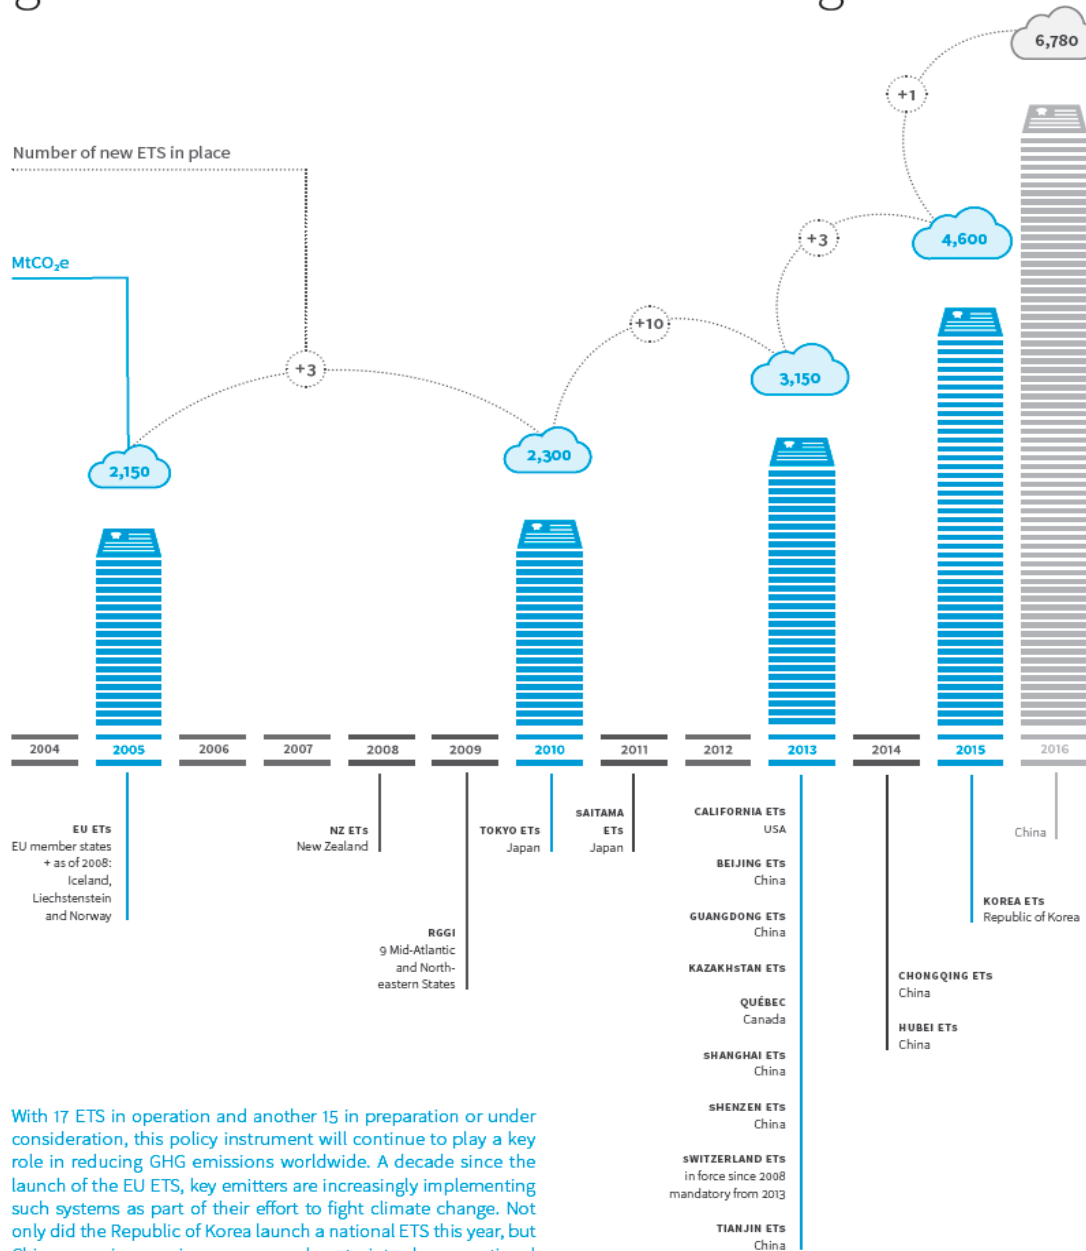 6,780
+1
Number of new ETS in place
+3
4,600
MtCO₂e
+10
+3
3,150
2,300
2,150
2004 2005 2006 2007 2008 2009 2010 2011 2012 2013 2014 2015 2016
EU ETs
EU member states
+ as of 2008:
Iceland,
Liechstenstein
and Norway
NZ ETs
New Zealand
RGGI
9 Mid-Atlantic
and North-
eastern States
TOKYO ETs
Japan
SAITAMA
ETs
Japan
CALIFORNIA ETs
USA
BEIJING ETs
China
GUANGDONG ETs
China
KAZAKHsTAN ETs
QUÉBEC
Canada
sHANGHAI ETs
China
sHENZEN ETs
China
sWITZERLAND ETs
in force since 2008
mandatory from 2013
TIANJIN ETs
China
CHONGQING ETs
China
HUBEI ETs
China
KOREA ETs
Republic of Korea
China
With 17 ETS in operation and another 15 in preparation or under
consideration, this policy instrument will continue to play a key
role in reducing GHG emissions worldwide. A decade since the
launch of the EU ETS, key emitters are increasingly implementing
such systems as part of their effort to fight climate change. Not
only did the Republic of Korea launch a national ETS this year, but